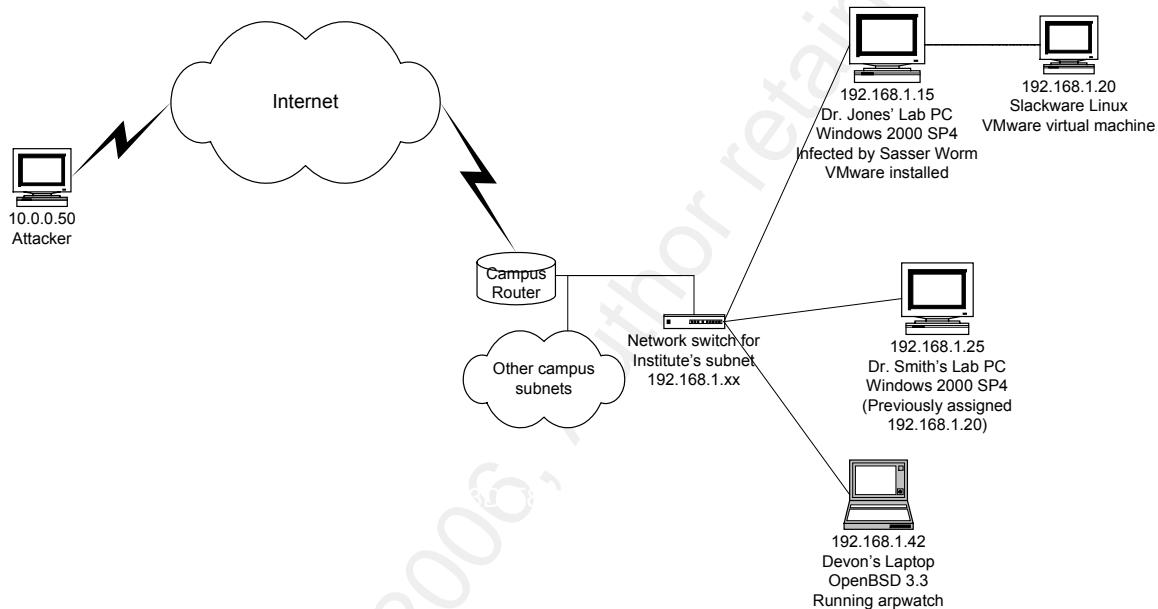 Internet
10.0.0.50
Attacker
Campus
Router
Other campus
subnets
Network switch for
Institute's subnet
192.168.1.xx
192.168.1.15
Dr. Jones' Lab PC
Windows 2000 SP4
Infected by Sasser Worm
VMware installed
192.168.1.20
Slackware Linux
VMware virtual machine
192.168.1.25
Dr. Smith's Lab PC
Windows 2000 SP4
(Previously assigned
192.168.1.20)
192.168.1.42
Devon's Laptop
OpenBSD 3.3
Running arpwatch
2006, Author retain